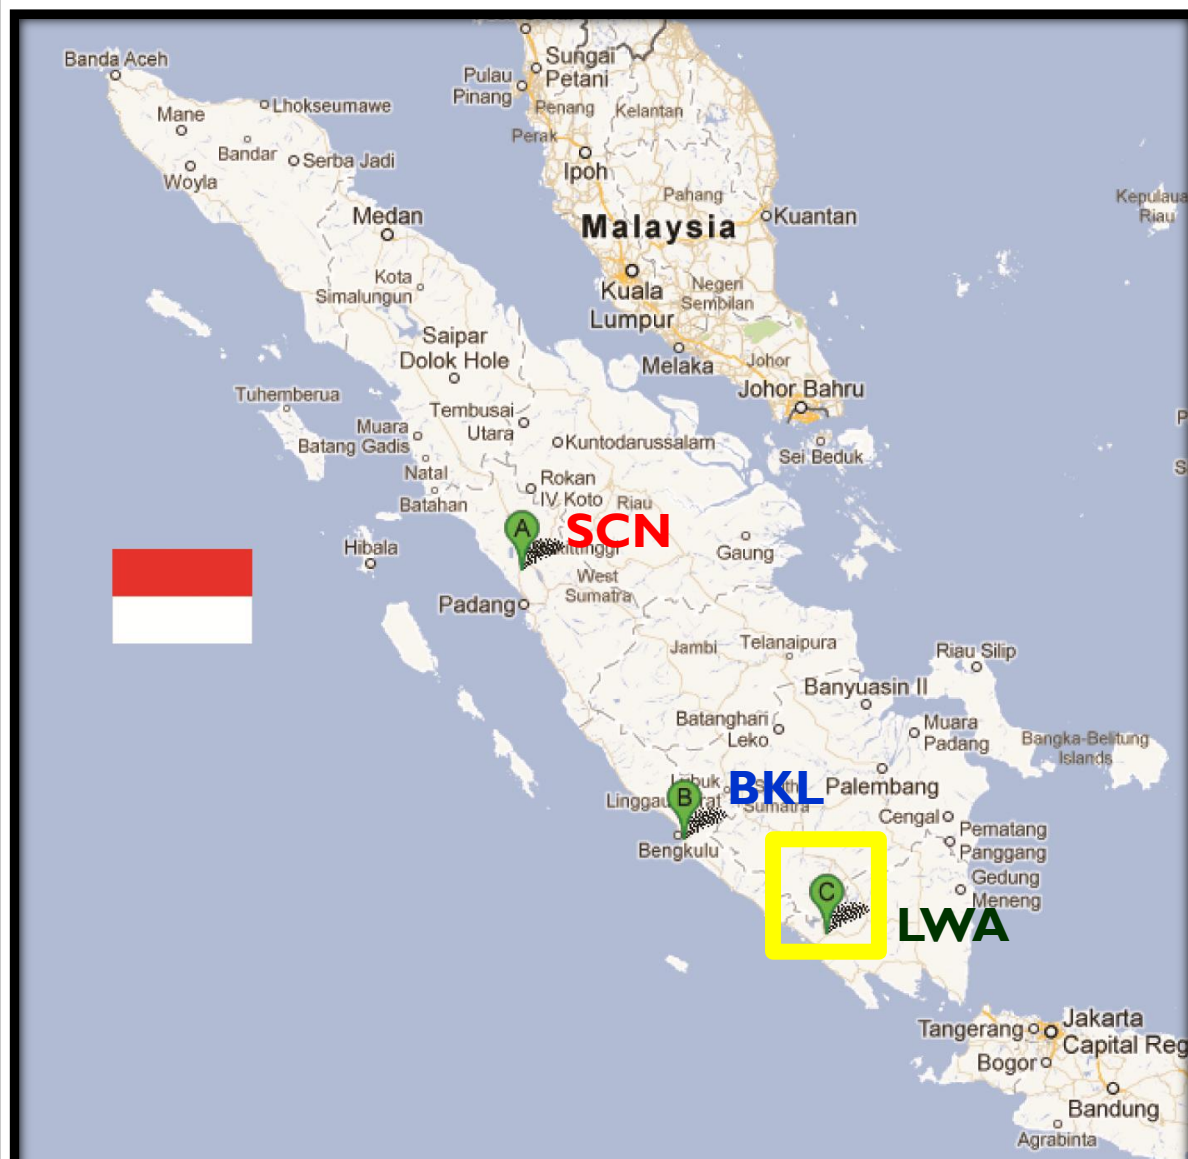 Banda Aceh
Lhokseumawe
Mane
Bandar
Serba Jadi
Woyla
Medan
Kota
Simalungun
Saipar
Dolok Hole
Tuhemberua
Tembusai
Utara
Muara
Batang Gadis
Kuntodarussalam
Natal
Batahan
Rokan
IV Koto
Riau
Sungai
Petani
Pulau
Pinang
Penang
Kelantan
Perak
Ipoh
Pahang
Kuantan
Malaysia
Kuala
Lumpur
Negeri
Sembilan
Melaka
Johor
Johor Bahru
Sei Beduk
Kepulaua
Riau
P
S
A
SCN
Hibala
Gaung
West
Sumatra
Padang
Jambi
Telanaipura
Riau Silip
Banyuasin II
Batanghari
Leko
Muara
Padang
Bangka-Belitung
Islands
Palembang
B
BKL
Linggau
Sumatra
Bengkulu
Cengal
Pematang
Panggang
Gedung
Meneng
C
LWA
Tangerang
Jakarta
Capital Reg
Bogor
Bandung
Agrabinta